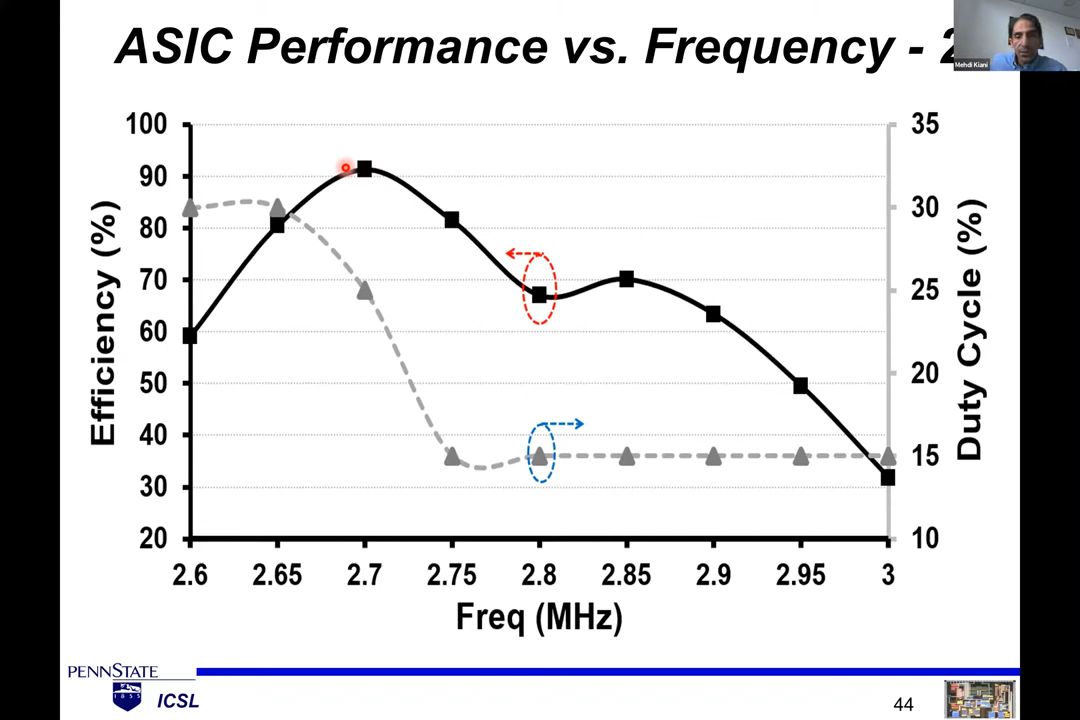 ASIC Performance vs. Frequency - 2
Mehdi Kiani
100
90
80
70
60
50
40
30
20
Efficiency (%)
35
30
25
20
15
10
Duty Cycle (%)
2.6 2.65 2.7 2.75 2.8 2.85 2.9 2.95 3
Freq (MHz)
PENNSTATE
1855
ICSL
44